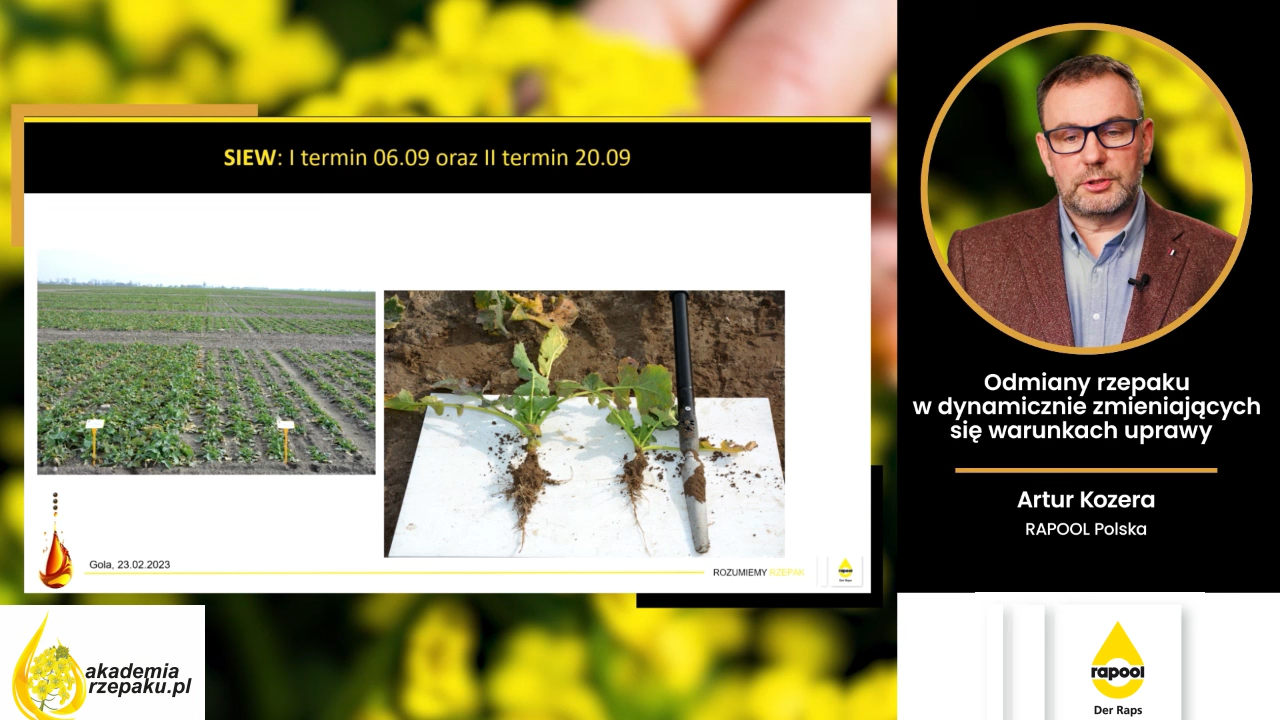 SIEW: I termin 06.09 oraz II termin 20.09
Gola, 23.02.2023
ROZUMIEMY RZEPAK
rapool
Der Raps
Odmiany rzepaku
w dynamicznie zmieniających
się warunkach uprawy
Artur Kozera
RAPOOL Polska
akademia
rzepaku.pl
rapool
Der Raps